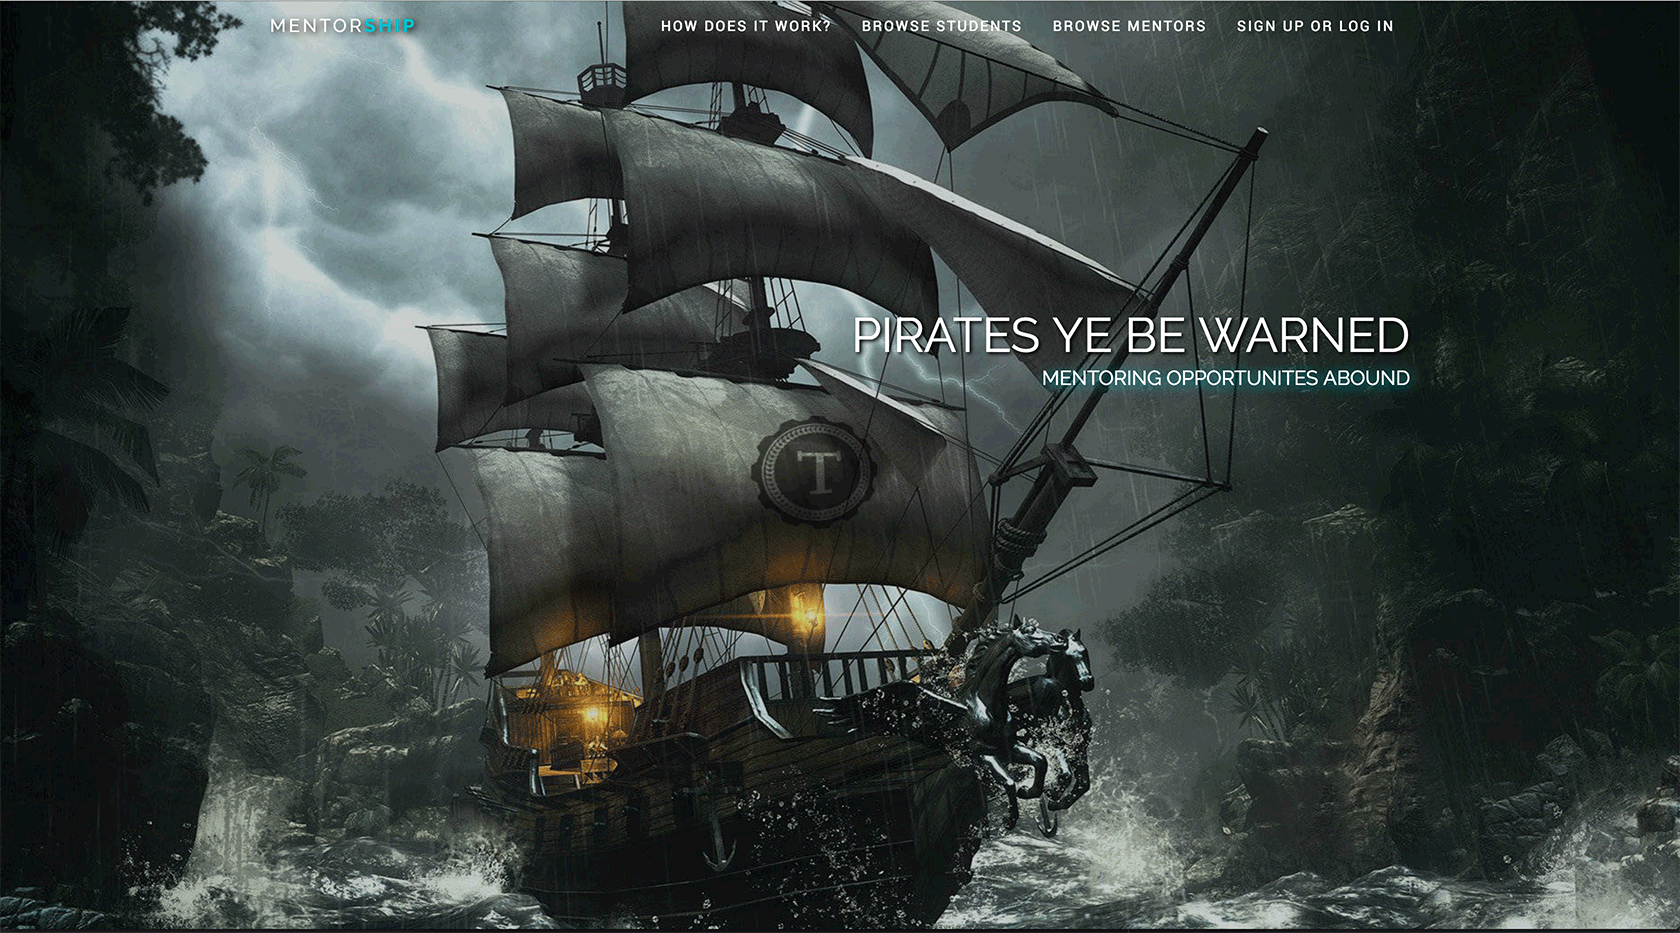 MENTORSHIP
HOW DOES IT WORK? BROWSE STUDENTS BROWSE MENTORS SIGN UP OR LOG IN
PIRATES YE BE WARNED
MENTORING OPPORTUNITES ABOUND
T